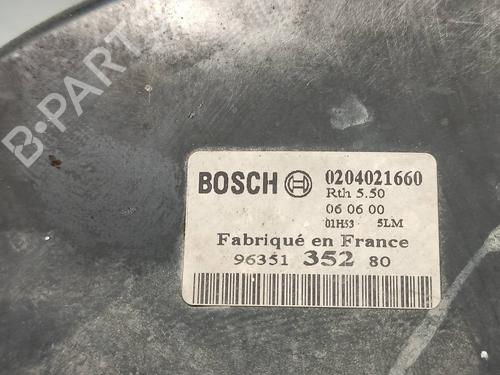 B-PARTS
BOSCH 0204021660
Rth 5.50
06 06 00
01H53 5LM
Fabriqué en France
96351 352 80